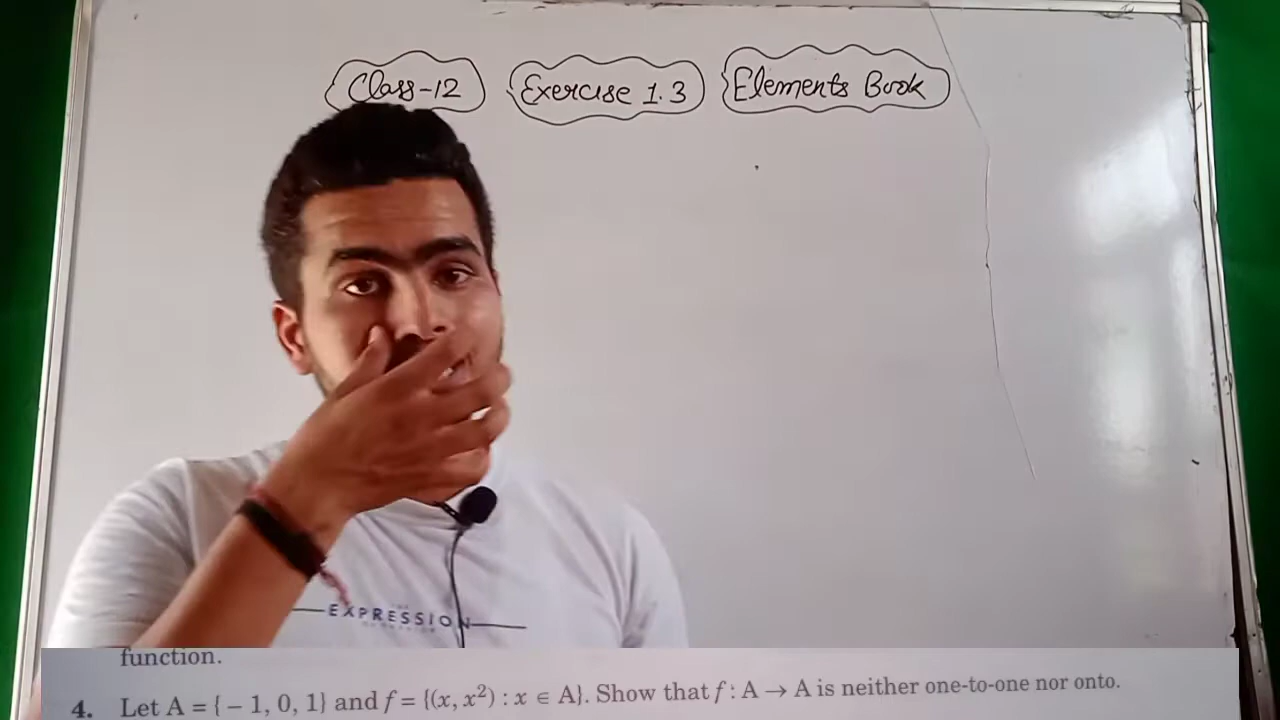 Class-12 Exercise 1.3 Elements Book
EXPRESSION
function.
4. Let A = { – 1, 0, 1} and f = {(x, x²) : x ∈ A}. Show that f : A → A is neither one-to-one nor onto.